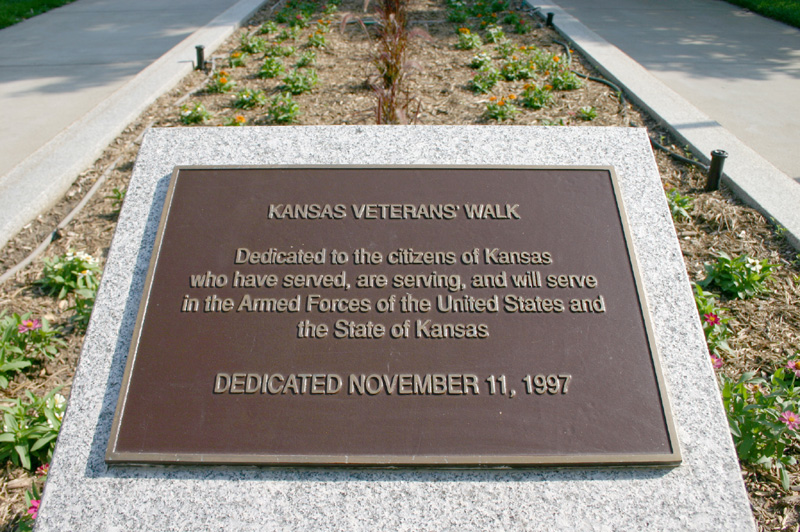 KANSAS VETERANS' WALK
Dedicated to the citizens of Kansas
who have served, are serving, and will serve
in the Armed Forces of the United States and
the State of Kansas
DEDICATED NOVEMBER 11, 1997